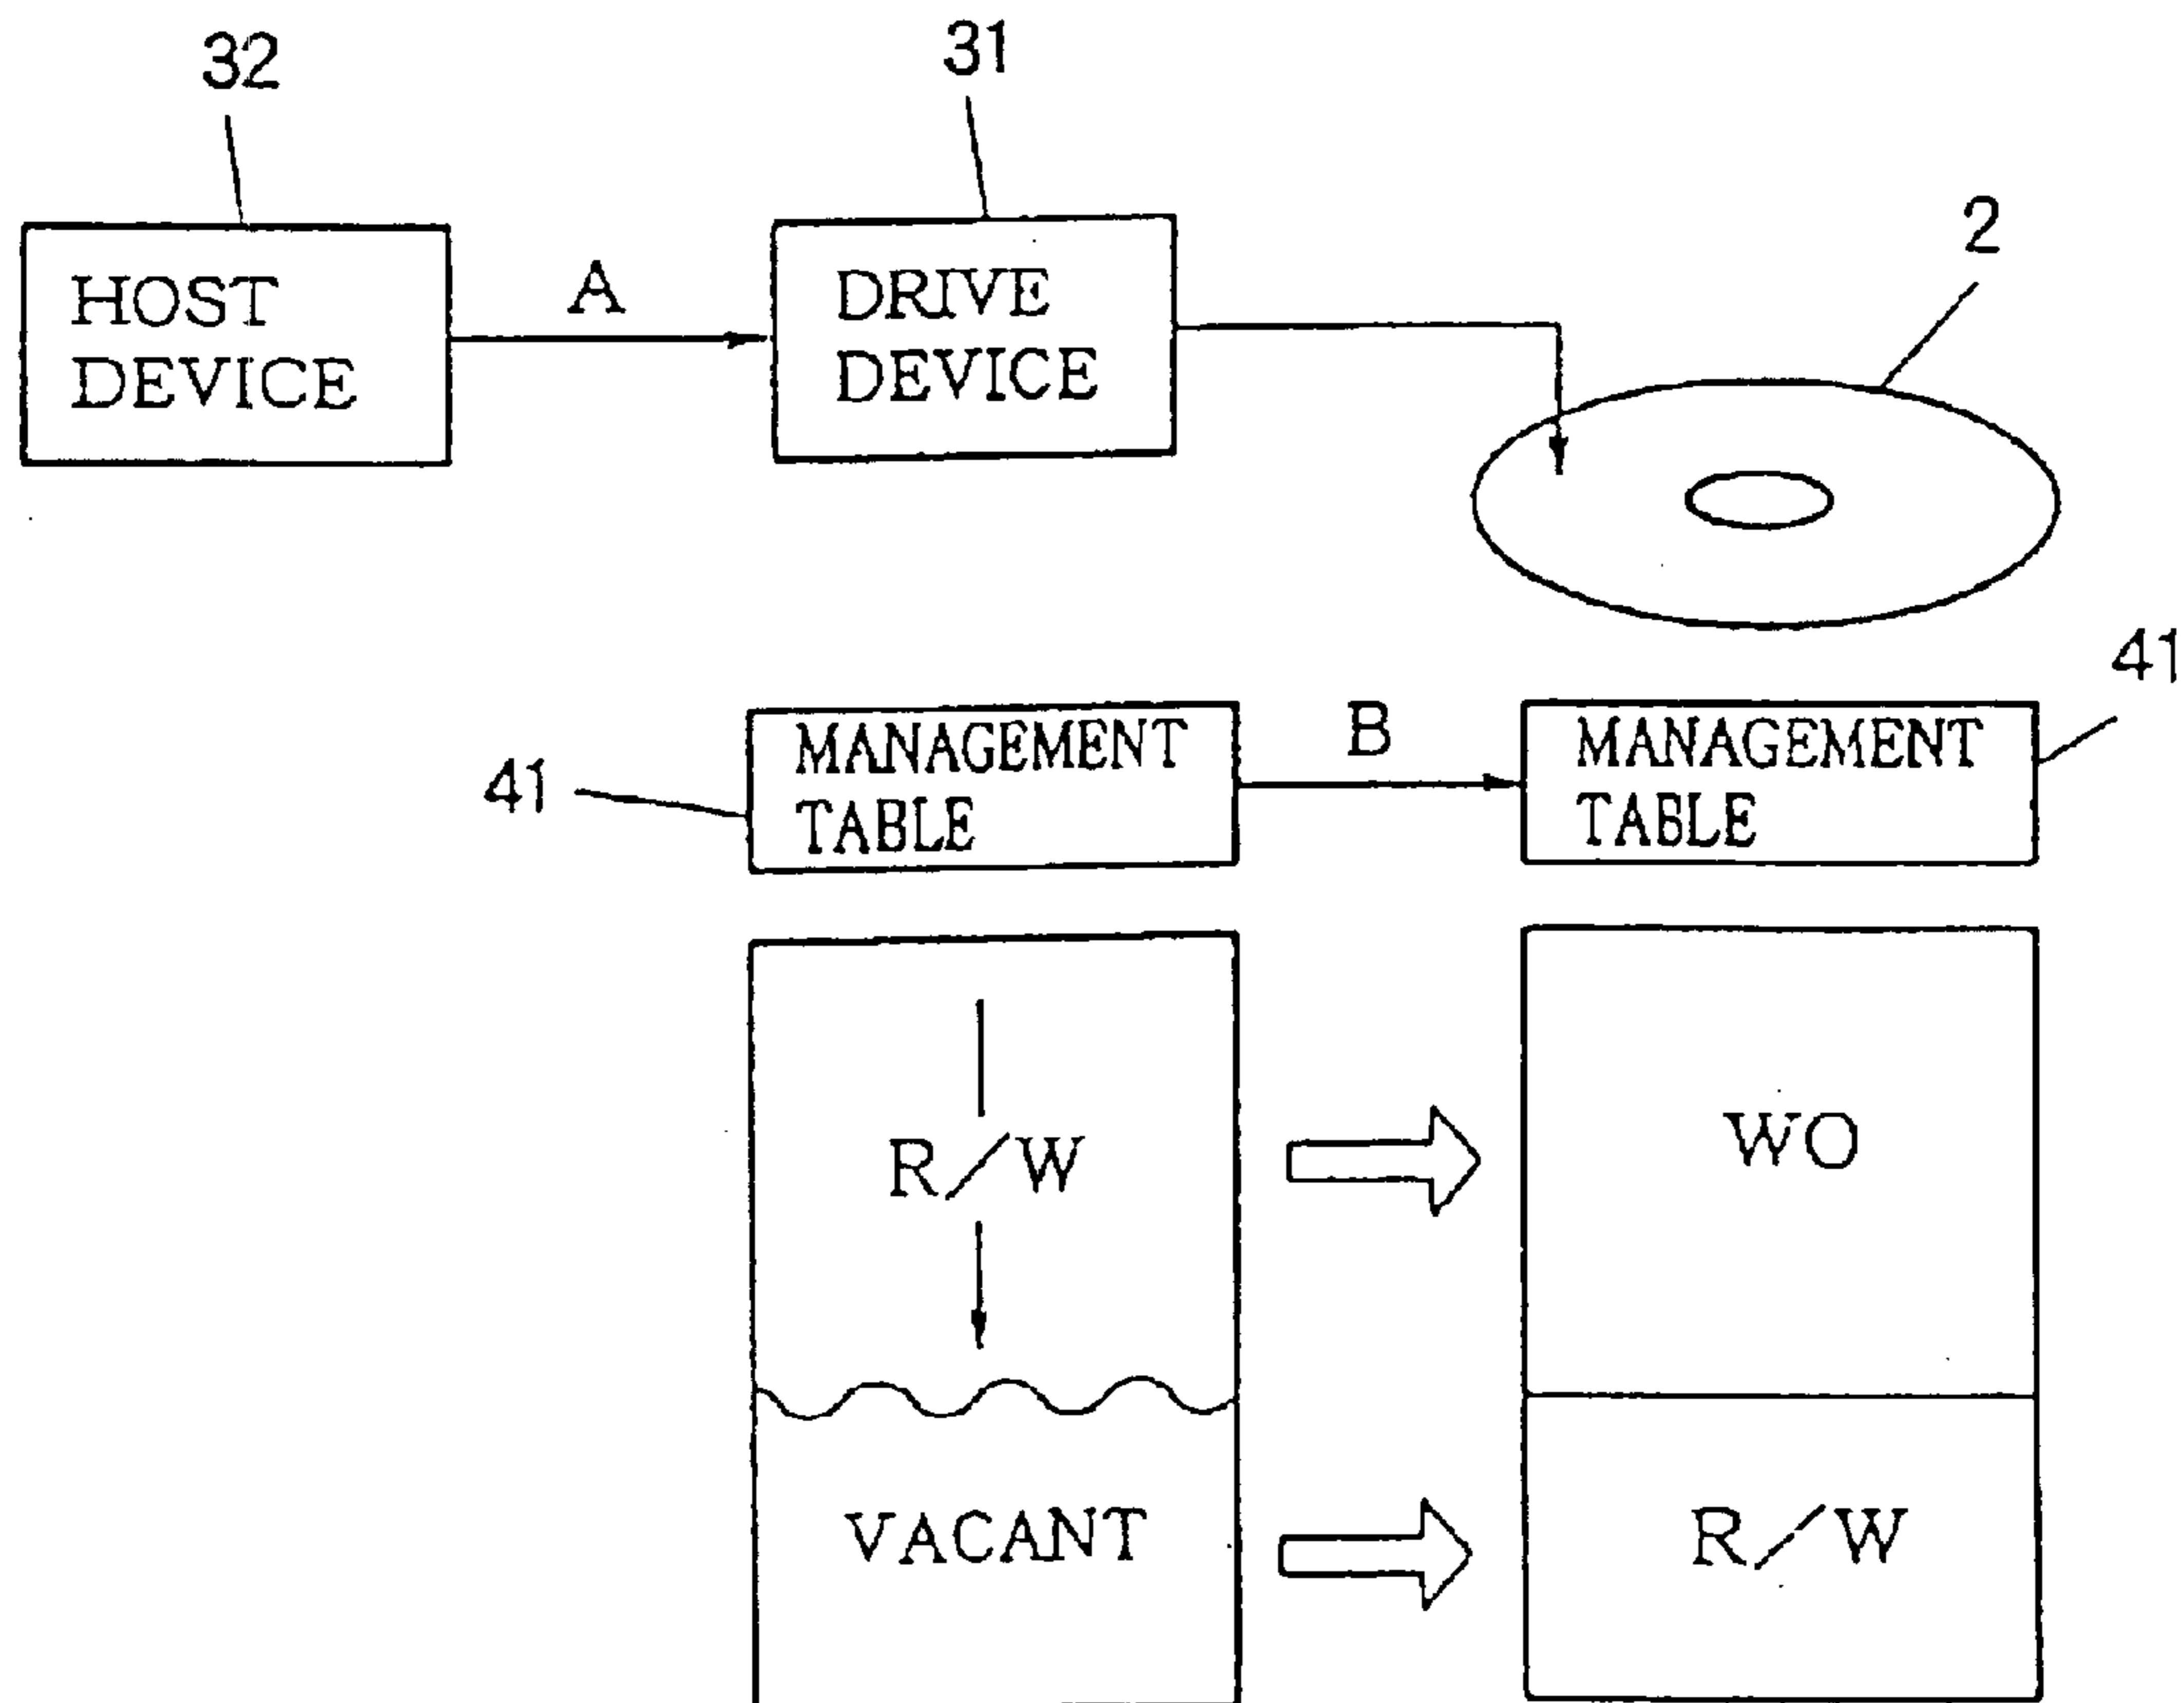 32
31
2
HOST
DEVICE
A
DRIVE
DEVICE
41
MANAGEMENT
TABLE
B
MANAGEMENT
TABLE
41
R/W
WO
VACANT
R/W